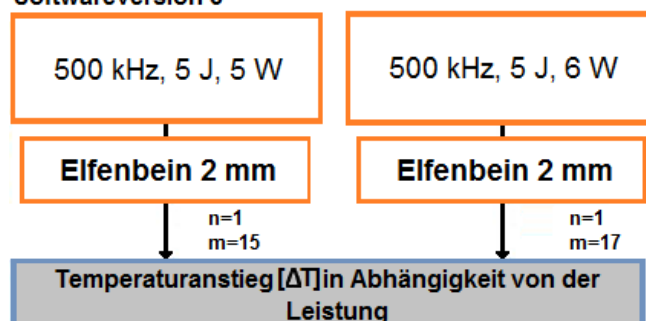 500 kHz, 5 J, 5 W
500 kHz, 5 J, 6 W
Elfenbein 2 mm
Elfenbein 2 mm
n=1
m=15
n=1
m=17
Temperaturanstieg [ΔT] in Abhängigkeit von der
Leistung